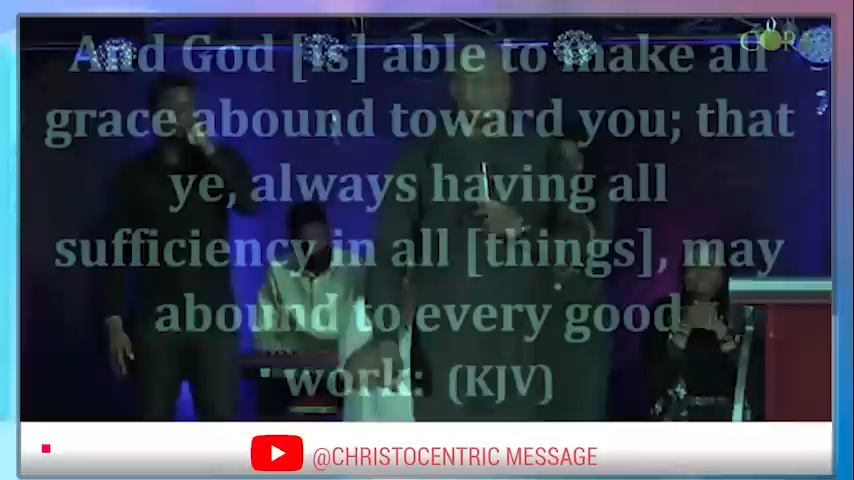 And God [is] able to make all
grace abound toward you; that
ye, always having all
sufficiency in all [things], may
abound to every good
work: (KJV)
@CHRISTOCENTRIC MESSAGE